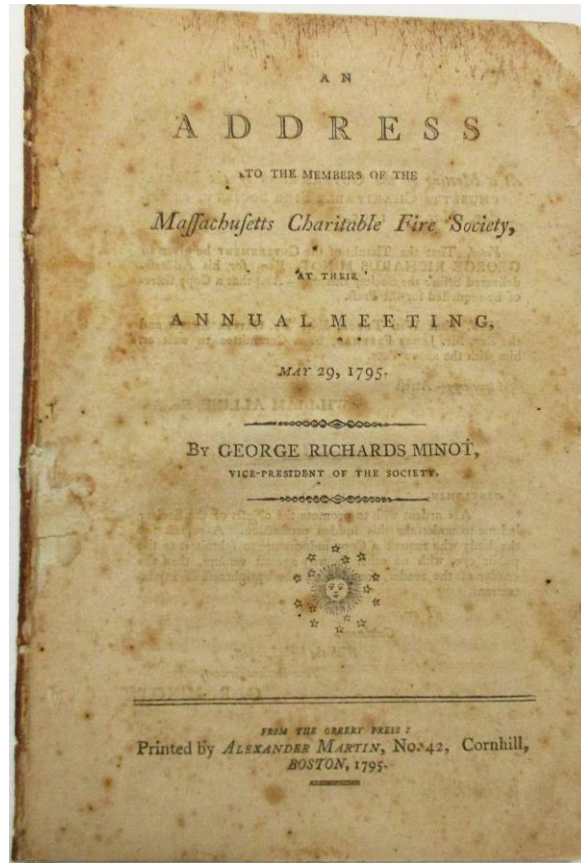 AN
ADDRESS
TO THE MEMBERS OF THE
Maſſachuſetts Charitable Fire Society,
AT THEIR
ANNUAL MEETING,
MAY 29, 1795.
By GEORGE RICHARDS MINOT,
VICE-PRESIDENT OF THE SOCIETY.
FROM THE ORRERY PRESS:
Printed by ALEXANDER MARTIN, No. 42, Cornhill,
BOSTON, 1795.